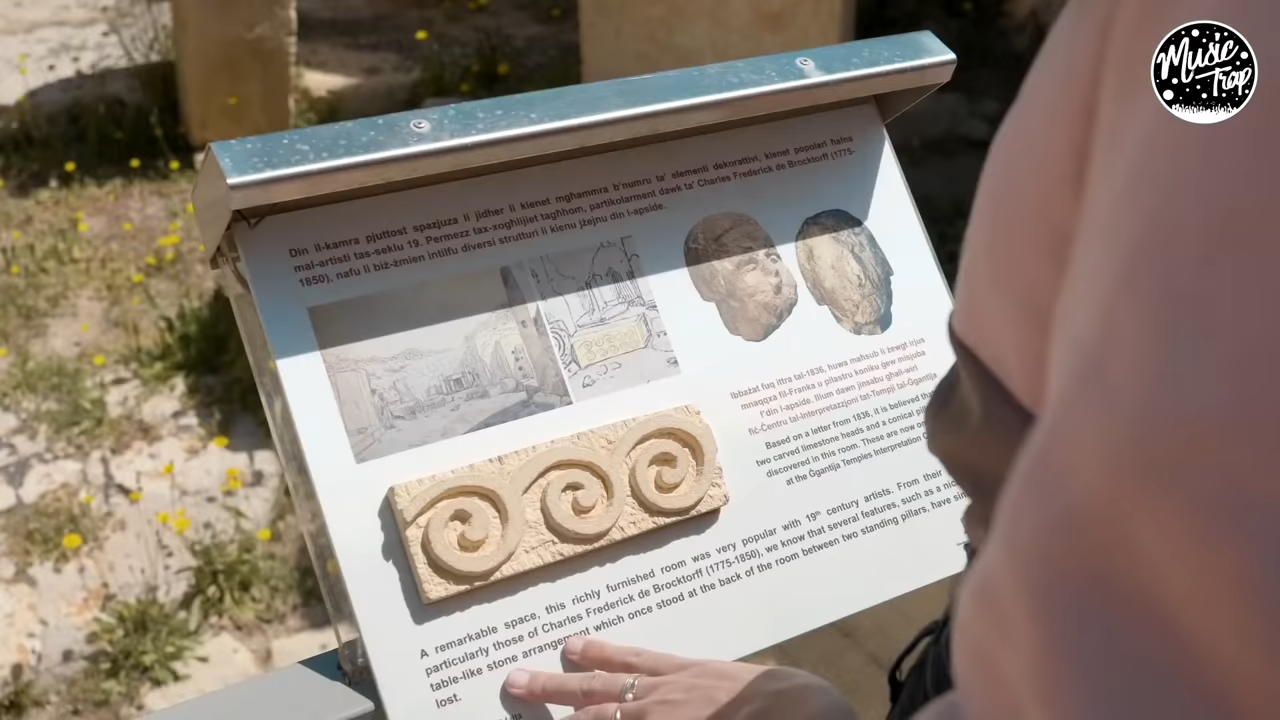 Music
Trap
Din il-kamra pjuttost spazjuza li jidher li kienet mgħammra b'numru ta' elementi dekorattivi, kienet popolari ħafna
mal-artisti tas-seklu 19. Permezz tax-xogħlijiet tagħhom, partikolarment dawk ta' Charles Frederick de Brocktorff (1775-
1850), nafu li biż-żmien intilfu diversi strutturi li kienu jżejnu din l-apside.
Ibbażat fuq ittra tal-1836, huwa maħsub li żewġt irjus
mnaqqxa fil-Franka u pilastru koniku ġew misjuba
f'din l-apside. Illum dawn jinsabu għall-wiri
fiċ-Ċentru tal-Interpretazzjoni tat-Tempji tal-Ġgantija
Based on a letter from 1836, it is believed that
two carved limestone heads and a conical
discovered in this room. These are now on
at the Ġgantija Temples Interpretation
A remarkable space, this richly furnished room was very popular with 19th century artists. From their
particularly those of Charles Frederick de Brocktorff (1775-1850), we know that several features, such as a
table-like stone arrangement which once stood at the back of the room between two standing pillars, have
lost.